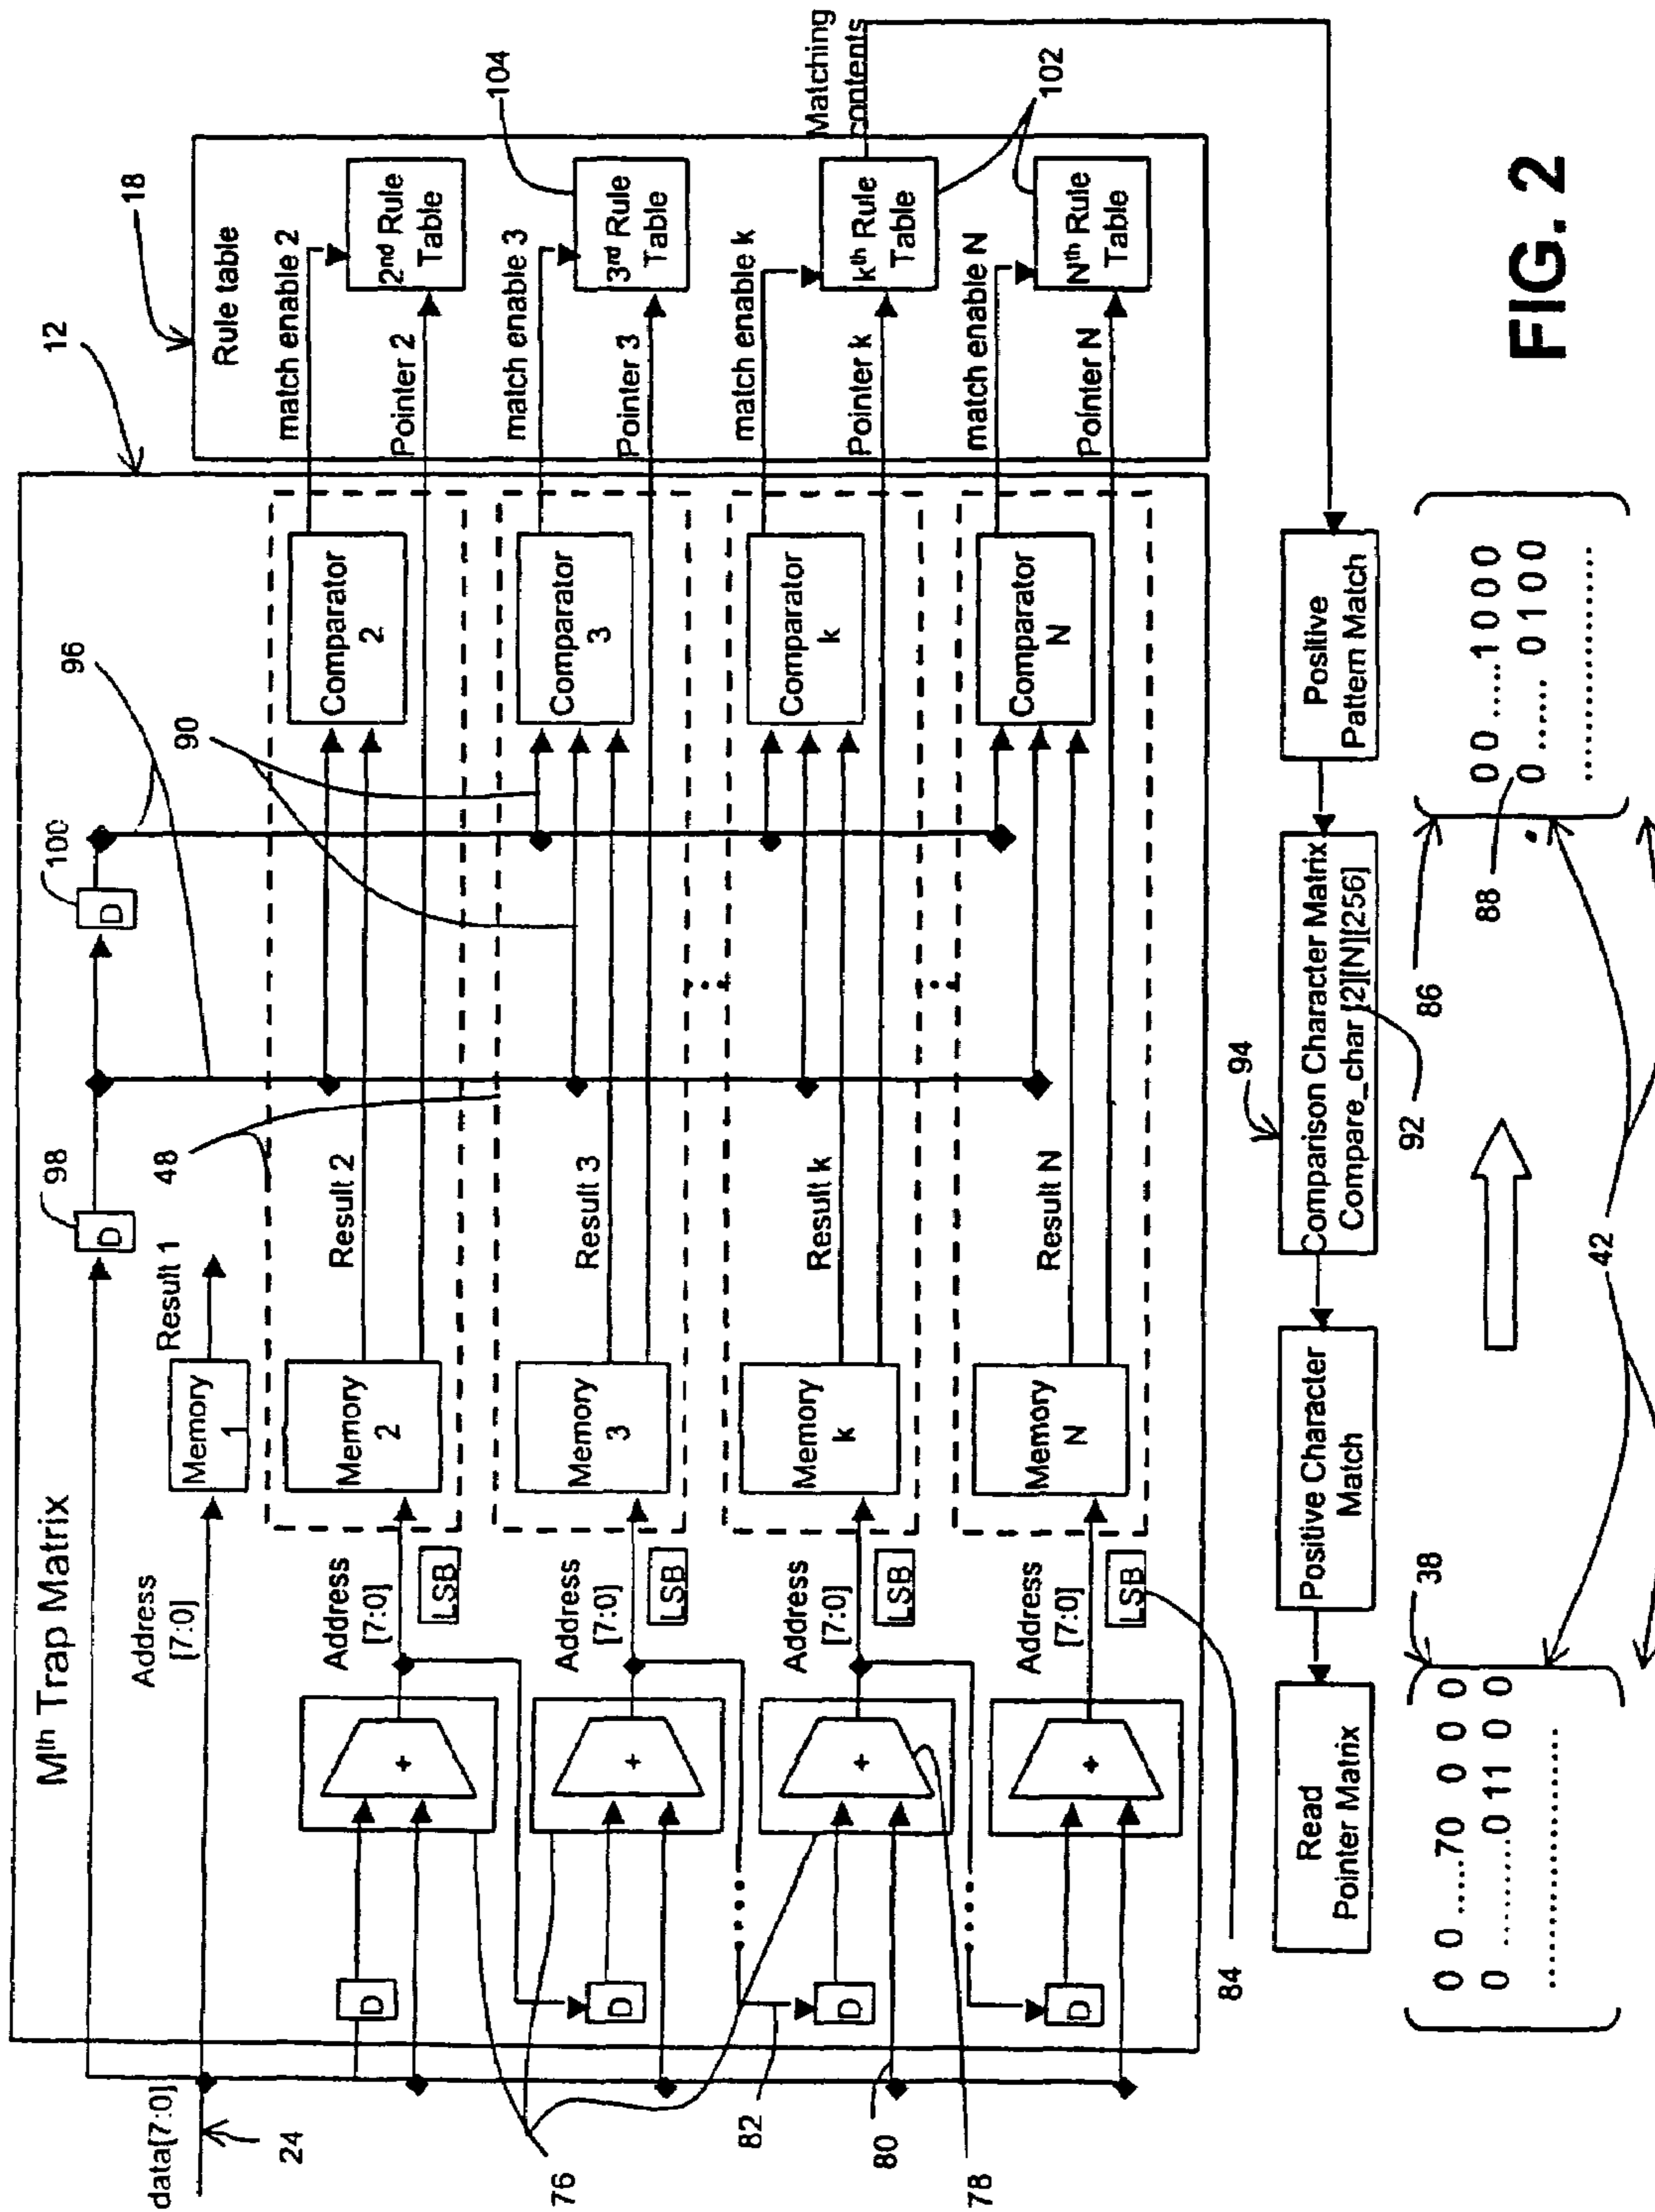 Mth Trap Matrix
12
18
Rule table
data[7:0]
24
Address
[7:0]
Memory
1
Result 1
98
D
100
D
96
90
48
76
D
+
Address
[7:0]
LSB
Memory
2
Result 2
Comparator
2
match enable 2
Pointer 2
2nd Rule
Table
D
+
Address
[7:0]
LSB
Memory
3
Result 3
Comparator
3
match enable 3
Pointer 3
3rd Rule
Table
104
82
D
+
Address
[7:0]
LSB
Memory
k
Result k
Comparator
k
match enable k
Pointer k
kth Rule
Table
Matching
contents
102
80
D
+
Address
[7:0]
LSB
Memory
N
Result N
Comparator
N
match enable N
Pointer N
Nth Rule
Table
78
84
Read
Pointer Matrix
Positive Character
Match
94
Comparison Character Matrix
Compare_char [2][N][256]
92
Positive
Pattern Match
38
0 0 .....70 0 0 0
0 ..........0 11 0 0
......................
86
88
0 0 .....1 0 0 0
0 ...... 0 1 0 0
......................
42
FIG. 2